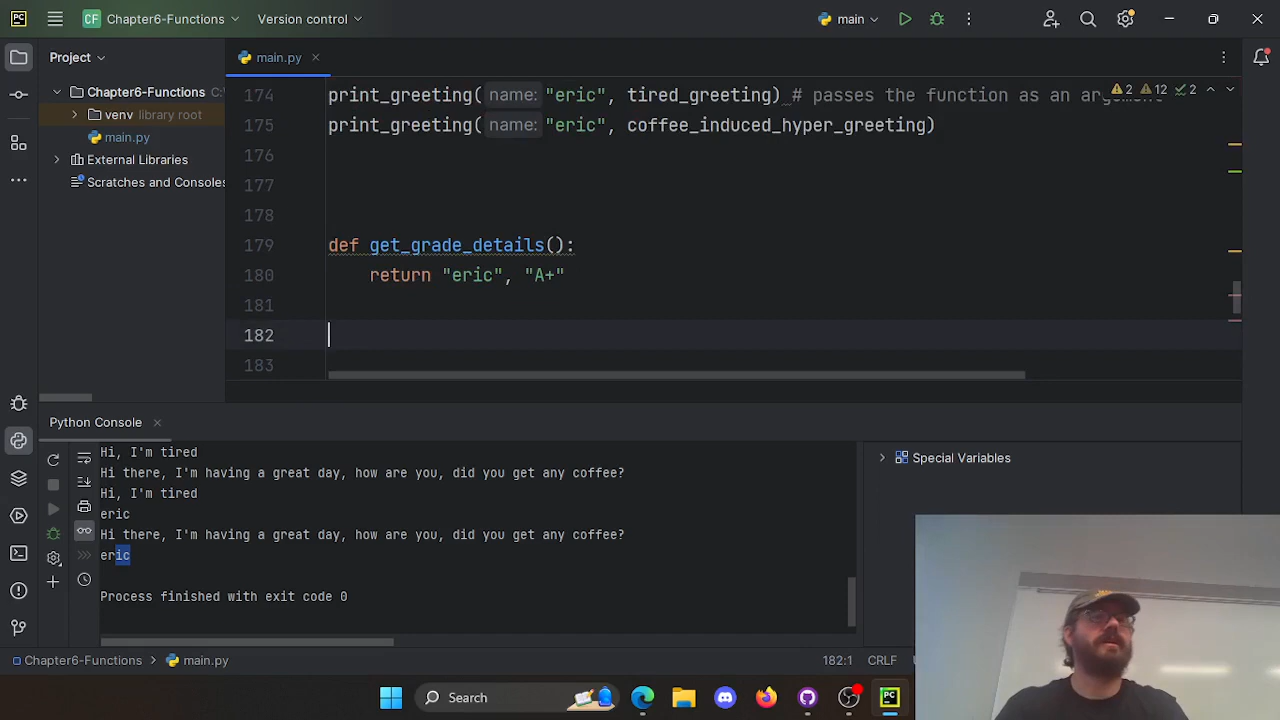 PC
CF Chapter6-Functions
Version control
main
Project
main.py
Chapter6-Functions C:\
venv library root
main.py
External Libraries
Scratches and Consoles
174 print_greeting( name: "eric", tired_greeting) # passes the function as an argument
2 12 2
175 print_greeting( name: "eric", coffee_induced_hyper_greeting)
176
177
178
179 def get_grade_details():
180 return "eric", "A+"
181
182
183
Python Console
Hi, I'm tired
Hi there, I'm having a great day, how are you, did you get any coffee?
Hi, I'm tired
eric
Hi there, I'm having a great day, how are you, did you get any coffee?
eric
Process finished with exit code 0
Special Variables
Chapter6-Functions > main.py
182:1 CRLF
Search
PC